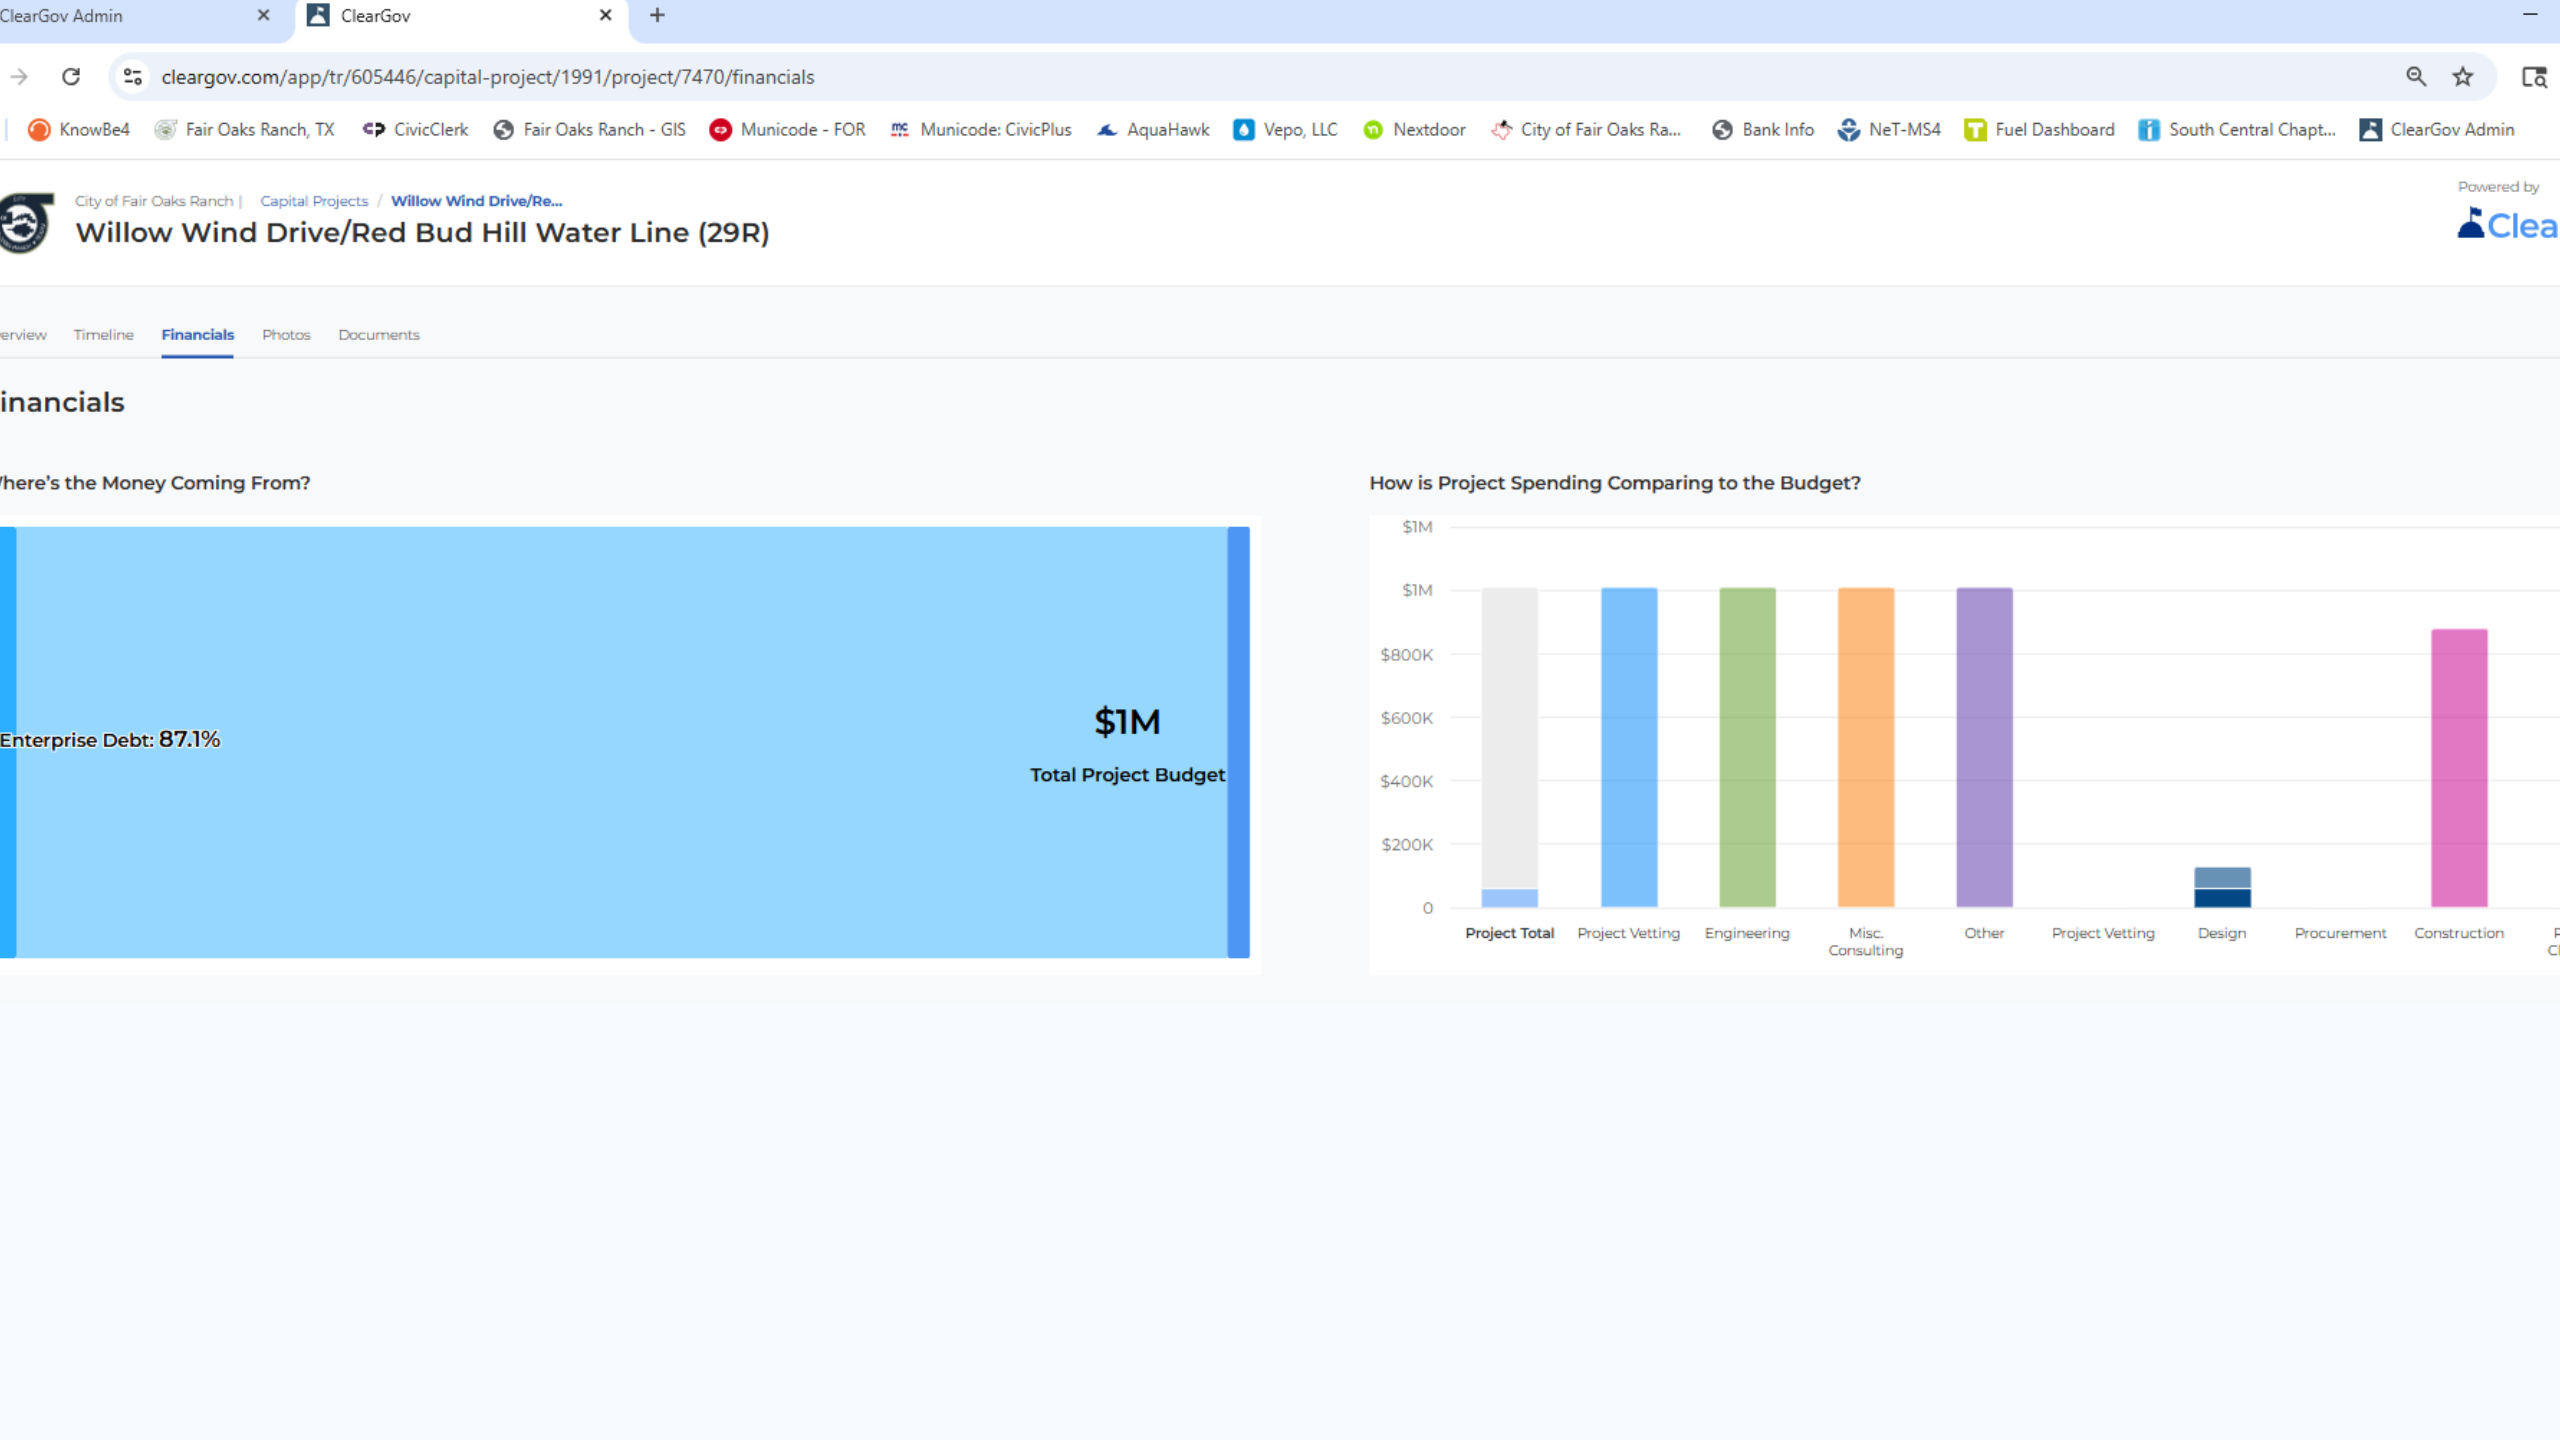 ClearGov Admin
ClearGov
cleargov.com/app/tr/605446/capital-project/1991/project/7470/financials
KnowBe4 Fair Oaks Ranch, TX CivicClerk Fair Oaks Ranch - GIS Municode - FOR Municode: CivicPlus AquaHawk Vepo, LLC Nextdoor City of Fair Oaks Ra... Bank Info NeT-MS4 Fuel Dashboard South Central Chapt... ClearGov Admin
City of Fair Oaks Ranch | Capital Projects / Willow Wind Drive/Re...
Willow Wind Drive/Red Bud Hill Water Line (29R)
Powered by
Clea
erview Timeline Financials Photos Documents
inancials
here's the Money Coming From?
Enterprise Debt: 87.1%
$1M
Total Project Budget
How is Project Spending Comparing to the Budget?
$1M
$1M
$800K
$600K
$400K
$200K
0
Project Total Project Vetting Engineering Misc. Consulting Other Project Vetting Design Procurement Construction